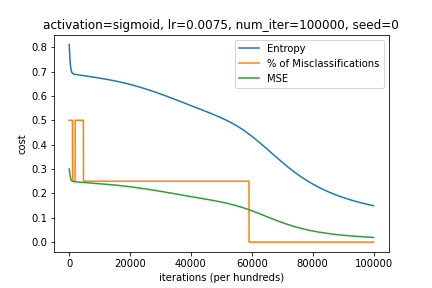 activation=sigmoid, lr=0.0075, num_iter=100000, seed=0
Entropy
% of Misclassifications
MSE
cost
0.8
0.7
0.6
0.5
0.4
0.3
0.2
0.1
0.0
0 20000 40000 60000 80000 100000
iterations (per hundreds)